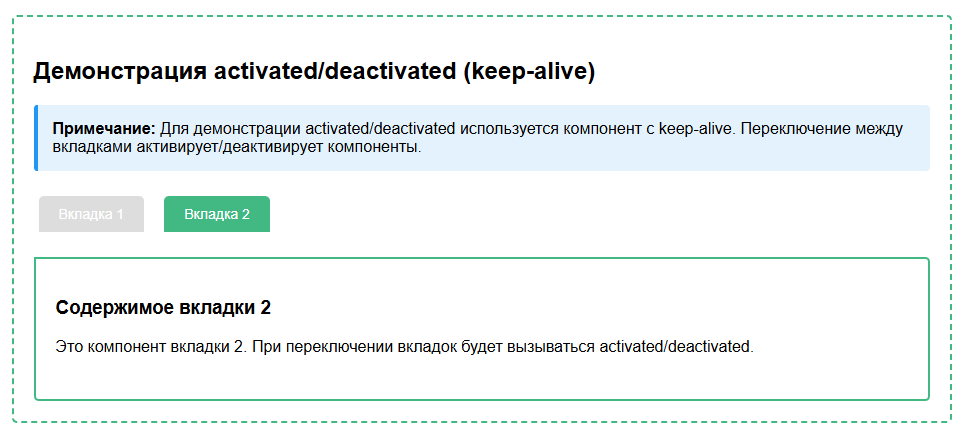 Демонстрация activated/deactivated (keep-alive)
Примечание: Для демонстрации activated/deactivated используется компонент с keep-alive. Переключение между
вкладками активирует/деактивирует компоненты.
Вкладка 1
Вкладка 2
Содержимое вкладки 2
Это компонент вкладки 2. При переключении вкладок будет вызываться activated/deactivated.